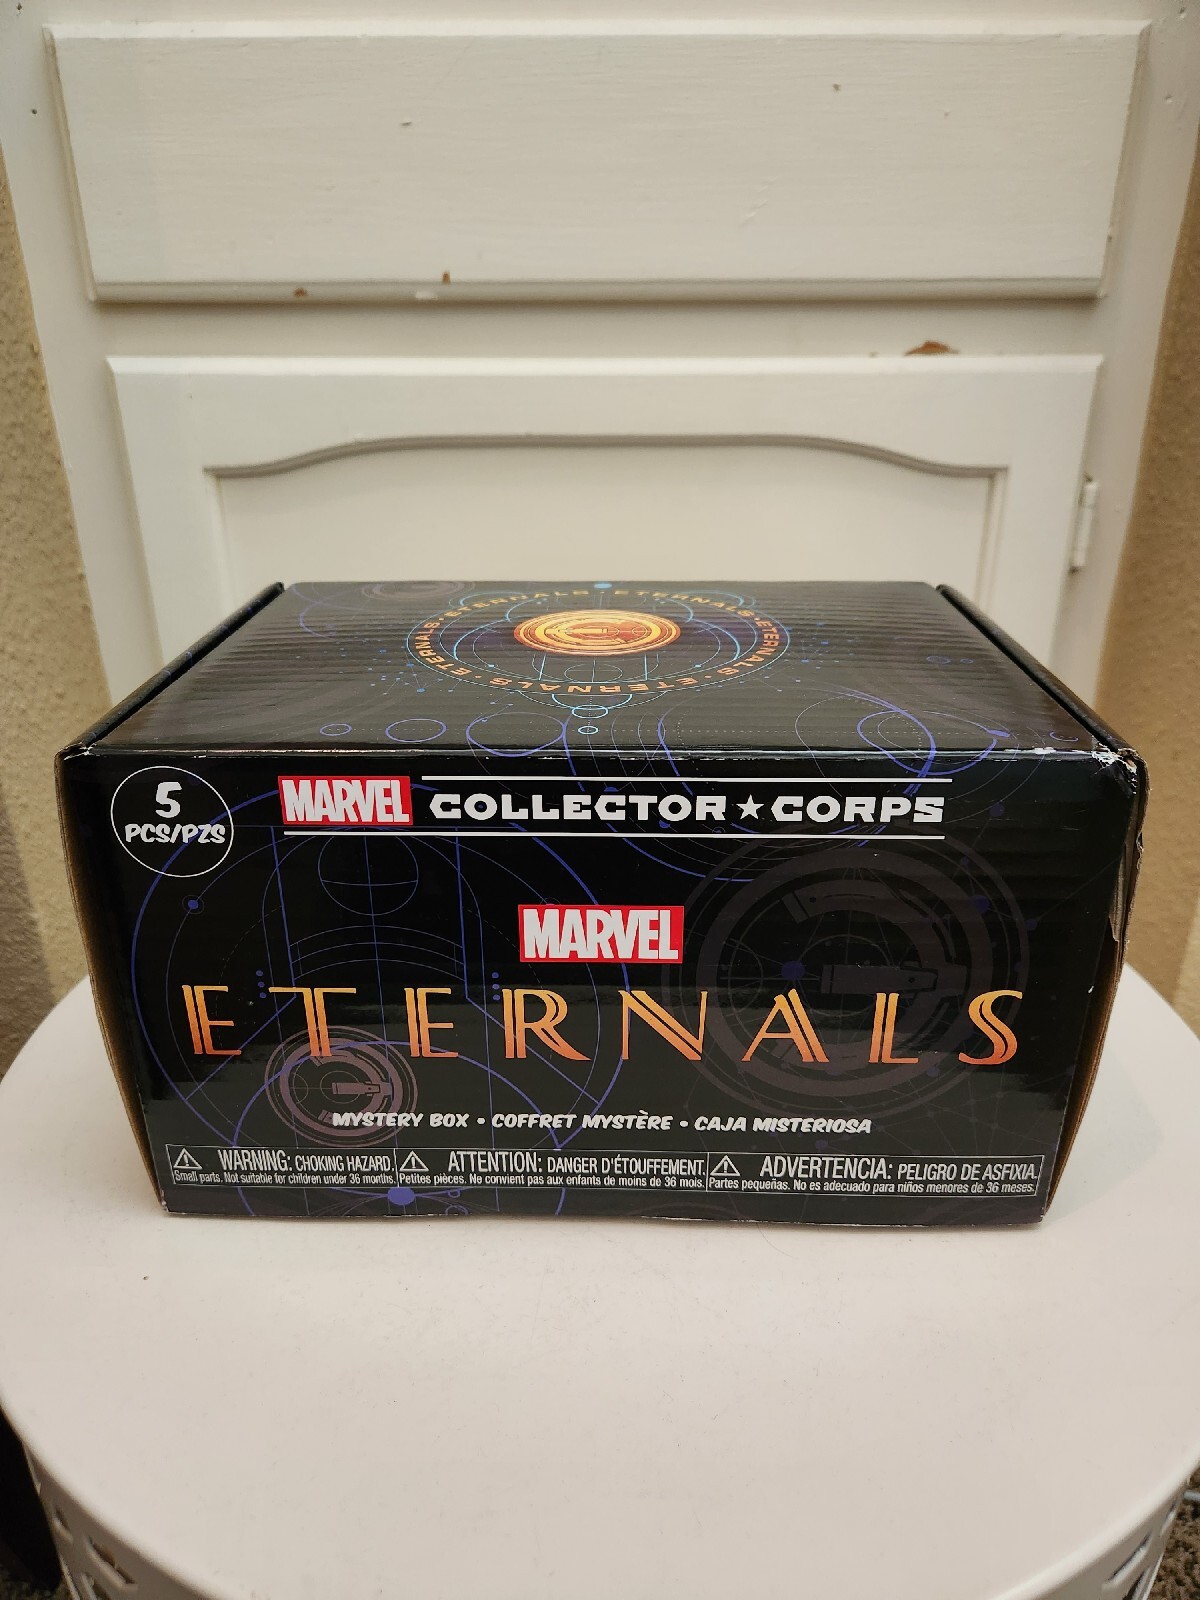 ETERNALS · ETERNALS · ETERNALS · ETERNALS · ETERNALS · ETERNALS
5
PCS/PZS
MARVEL COLLECTOR★CORPS
MARVEL
ETERNALS
MYSTERY BOX • COFFRET MYSTÈRE • CAJA MISTERIOSA
WARNING: CHOKING HAZARD.
Small parts. Not suitable for children under 36 months.
ATTENTION: DANGER D'ÉTOUFFEMENT.
Petites pièces. Ne convient pas aux enfants de moins de 36 mois.
ADVERTENCIA: PELIGRO DE ASFIXIA.
Partes pequeñas. No es adecuado para niños menores de 36 meses.